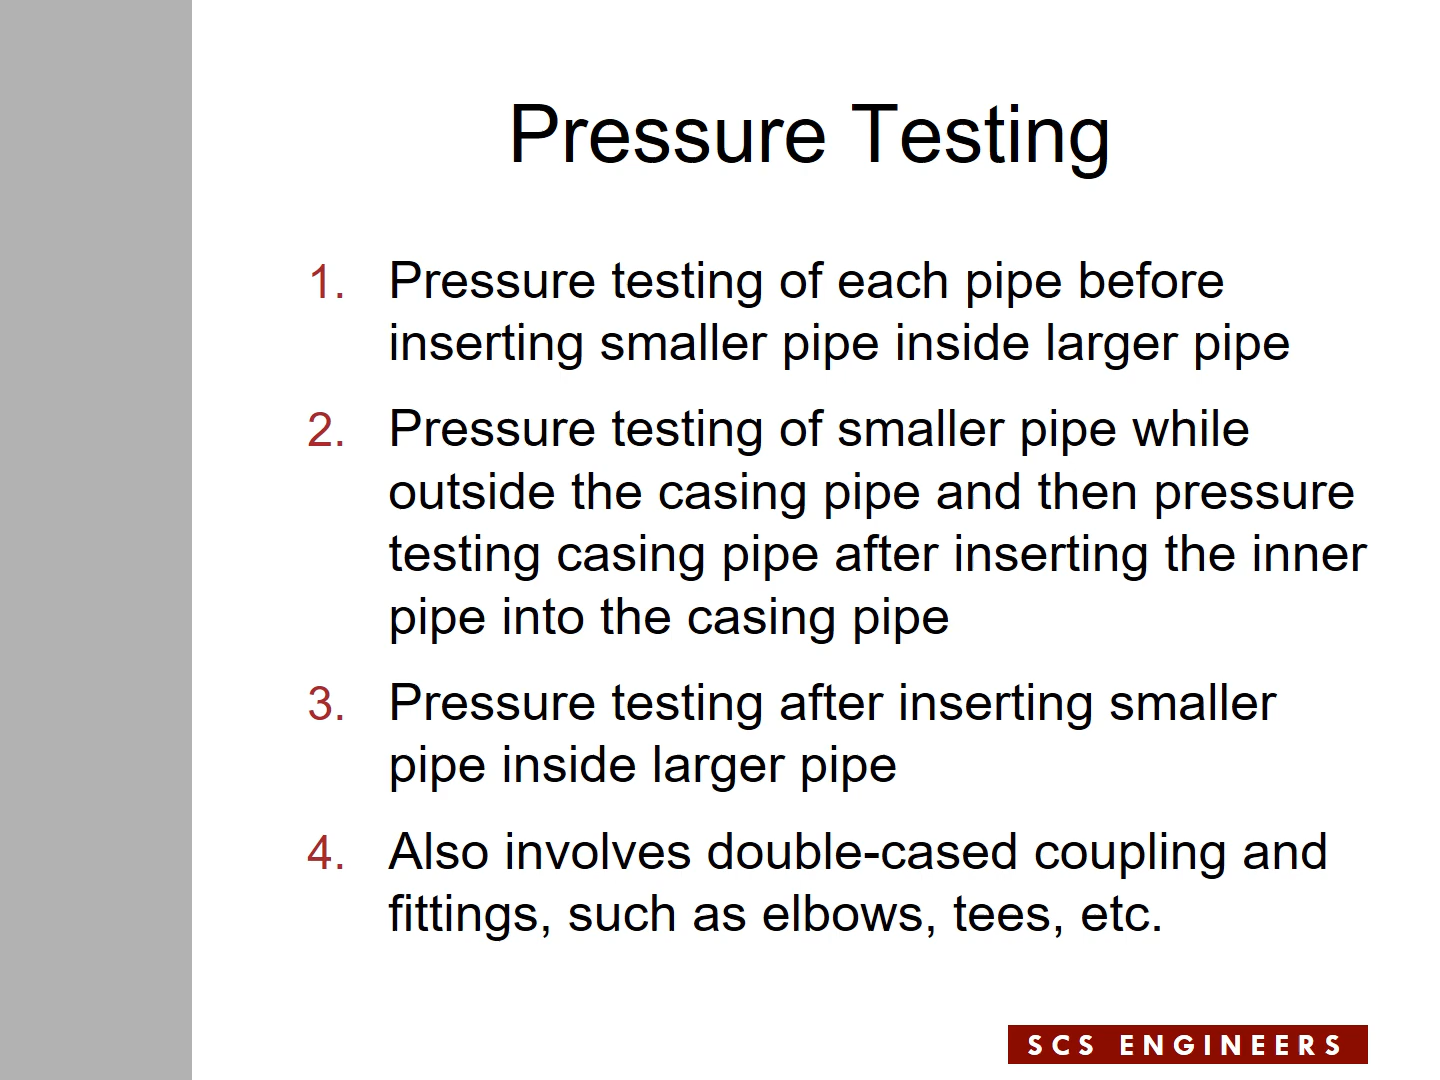 Pressure Testing
1. Pressure testing of each pipe before
inserting smaller pipe inside larger pipe
2. Pressure testing of smaller pipe while
outside the casing pipe and then pressure
testing casing pipe after inserting the inner
pipe into the casing pipe
3. Pressure testing after inserting smaller
pipe inside larger pipe
4. Also involves double-cased coupling and
fittings, such as elbows, tees, etc.
SCS ENGINEERS